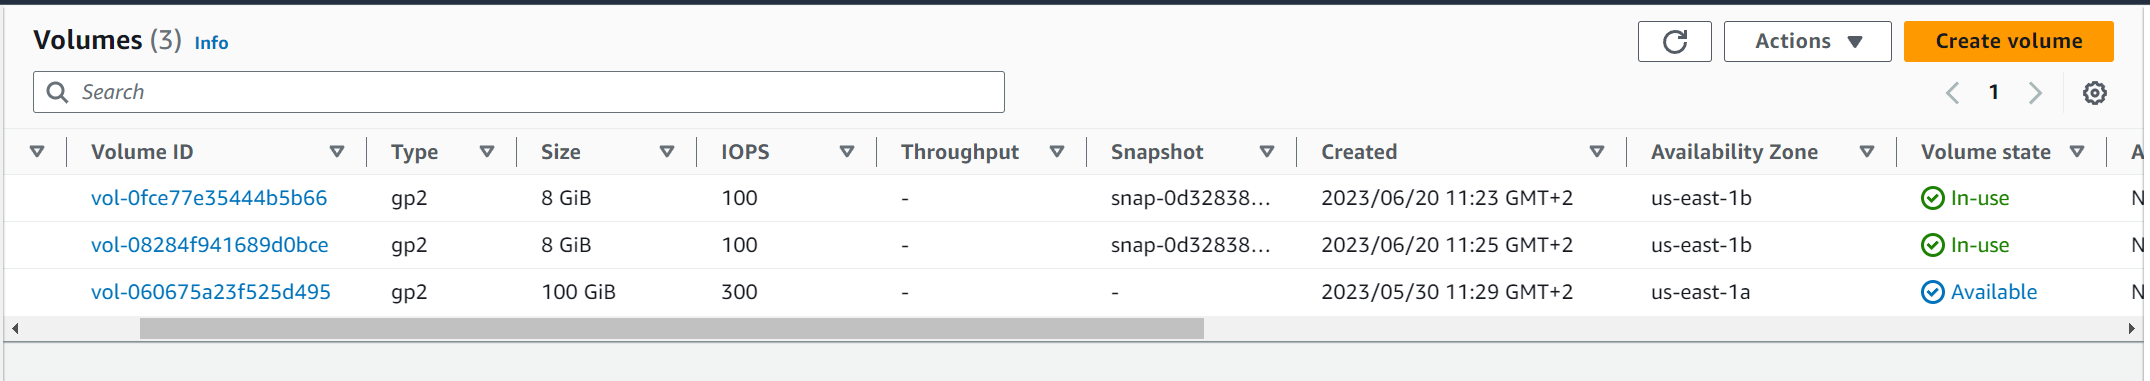 Volumes (3) Info
Actions
Create volume
Search
1
Volume ID Type Size IOPS Throughput Snapshot Created Availability Zone Volume state A
vol-0fce77e35444b5b66 gp2 8 GiB 100 - snap-0d32838... 2023/06/20 11:23 GMT+2 us-east-1b In-use N
vol-08284f941689d0bce gp2 8 GiB 100 - snap-0d32838... 2023/06/20 11:25 GMT+2 us-east-1b In-use N
vol-060675a23f525d495 gp2 100 GiB 300 - - 2023/05/30 11:29 GMT+2 us-east-1a Available N